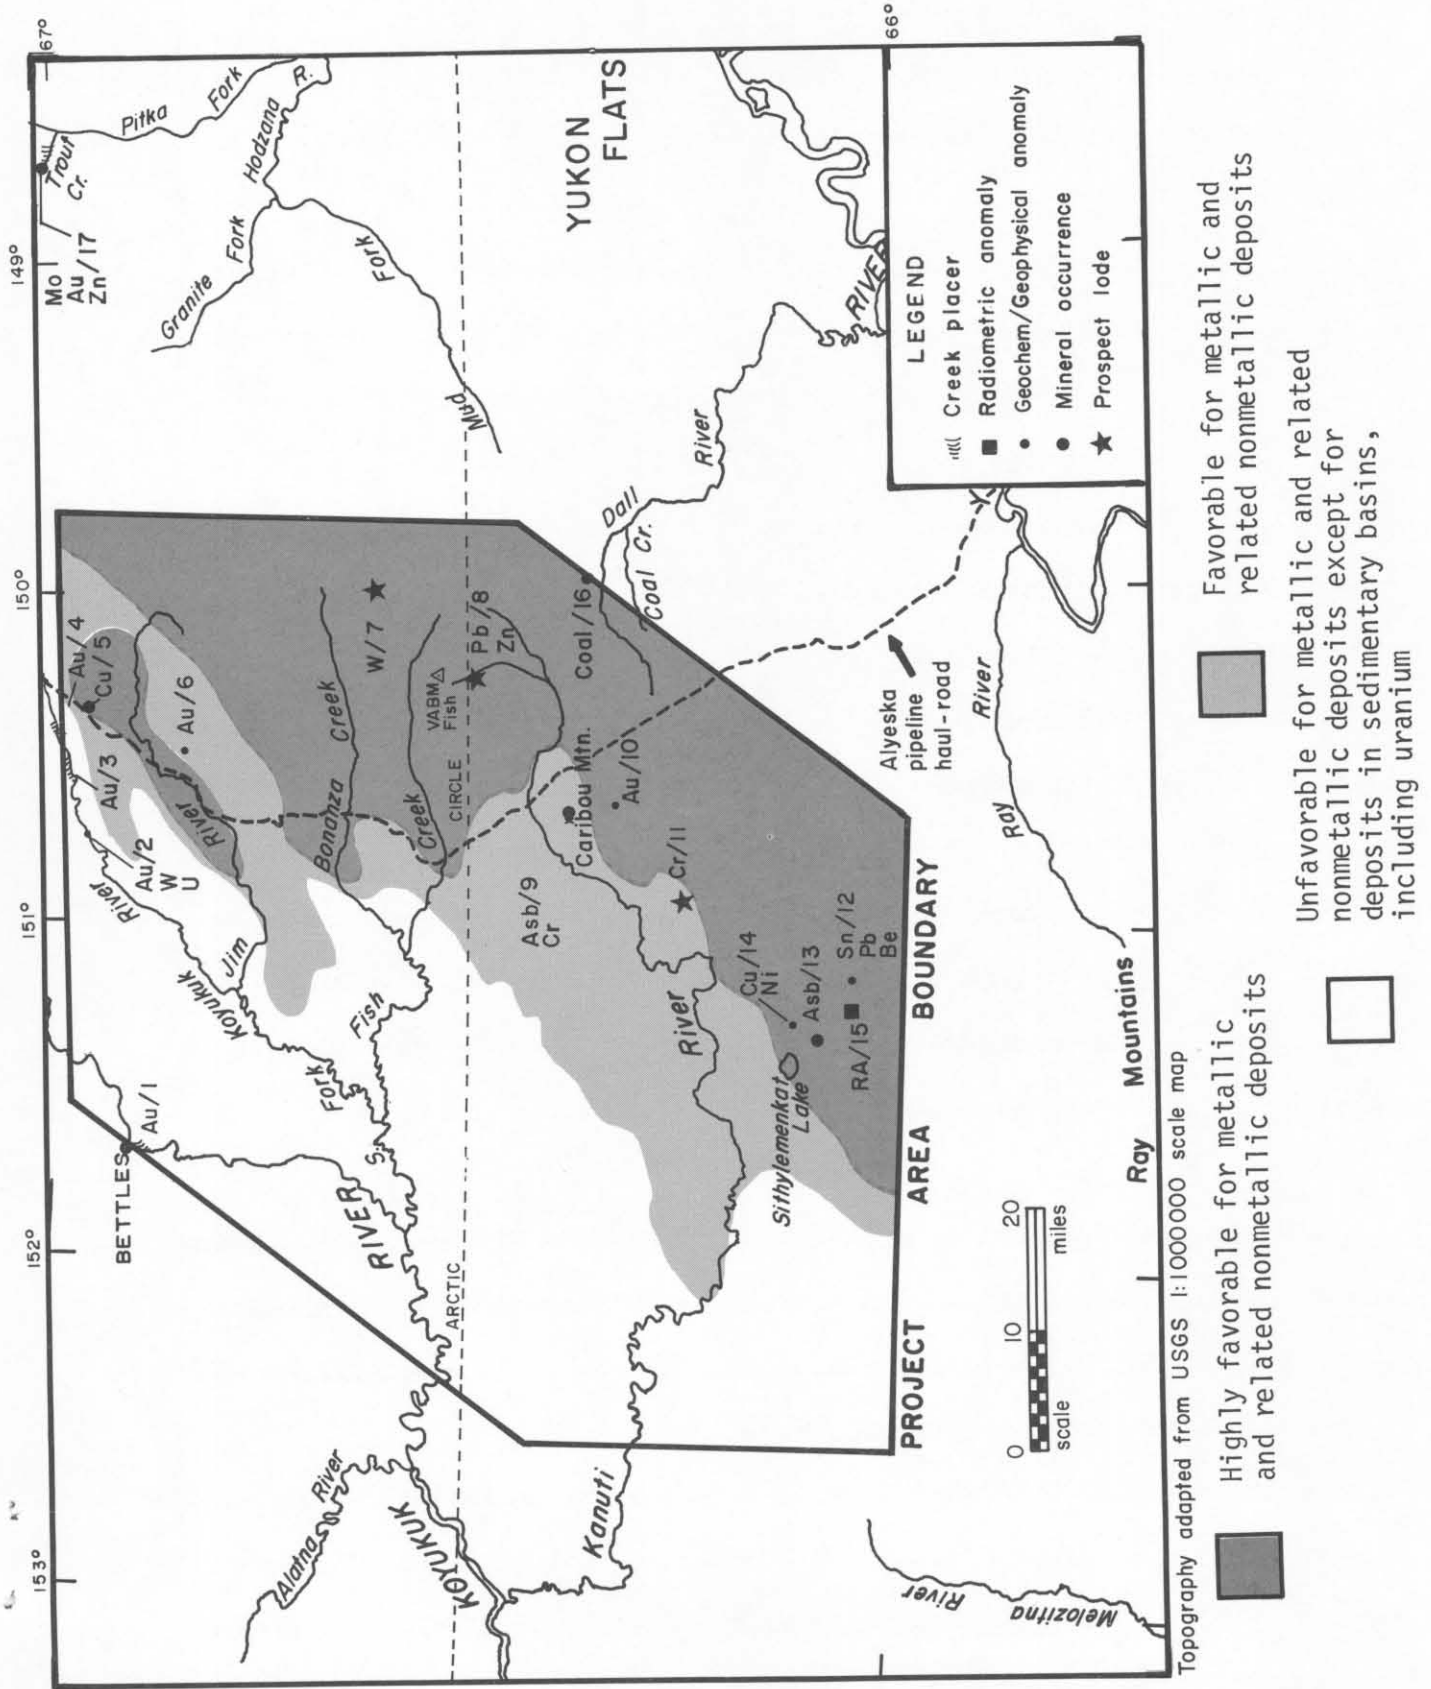 153°
152°
151°
150°
149°
67°
66°
BETTLES
Au/1
Au/2
W
U
Au/3
Au/4
Cu/5
Au/6
W/7
Pb/8
Zn
Asb/9
Cr
Au/10
Cr/11
Sn/12
Pb
Be
Asb/13
Cu/14
Ni
RA/15
Coal/16
Mo
Au
Zn/17
Trout
Cr.
Pitka Fork
Hodzana R.
Granite Fork
Mud Fork
YUKON
FLATS
Alatna River
KOYUKUK RIVER
S. Fork Koyukuk River
Jim River
Fish Creek
Bonanza Creek
VABM
Fish
ARCTIC CIRCLE
Caribou Mtn.
Kanuti River
Sithylemenkat
Lake
Dall River
Coal Cr.
RIVER
Y
Alyeska
pipeline
haul-road
Ray River
Ray Mountains
Melozitna River
PROJECT AREA BOUNDARY
0 10 20
scale miles
LEGEND
Creek placer
Radiometric anomaly
Geochem/Geophysical anomaly
Mineral occurrence
Prospect lode
Topography adapted from USGS 1:1000000 scale map
Highly favorable for metallic
and related nonmetallic deposits
Favorable for metallic and
related nonmetallic deposits
Unfavorable for metallic and related
nonmetallic deposits except for
deposits in sedimentary basins,
including uranium